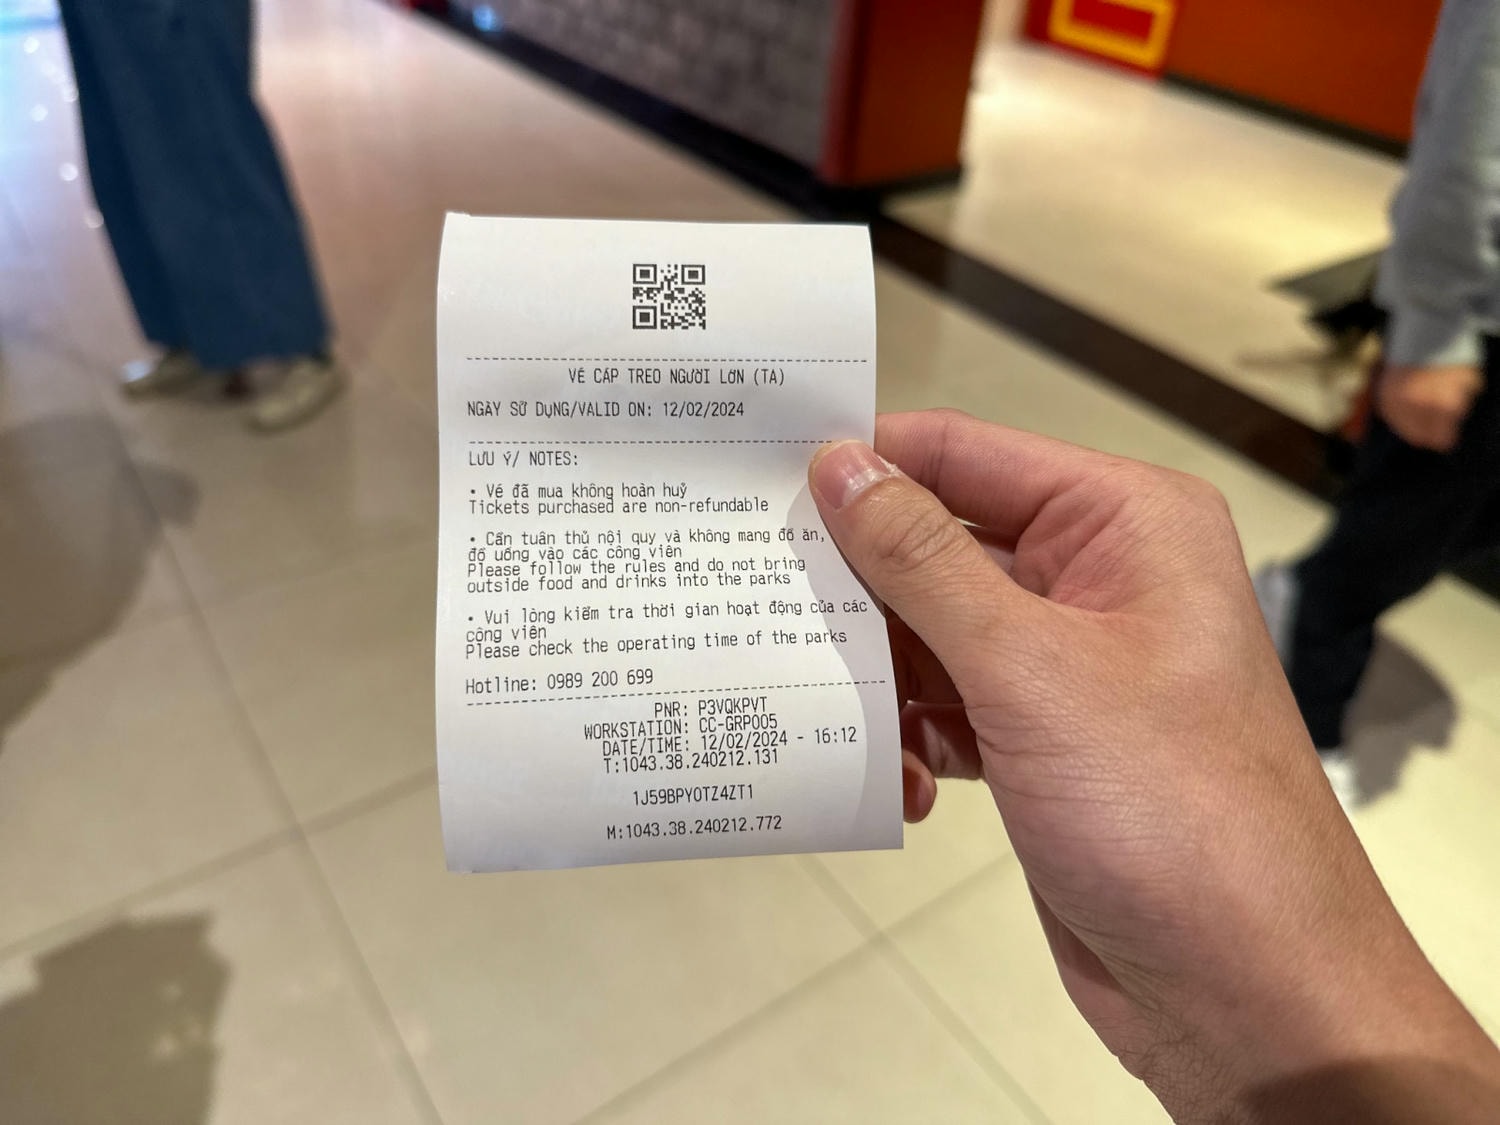 VÉ CÁP TREO NGƯỜI LỚN (TA)
NGÀY SỬ DỤNG/VALID ON: 12/02/2024
LƯU Ý/ NOTES:
• Vé đã mua không hoàn huỷ
Tickets purchased are non-refundable
• Cần tuân thủ nội quy và không mang đồ ăn,
đồ uống vào các công viên
Please follow the rules and do not bring
outside food and drinks into the parks
• Vui lòng kiểm tra thời gian hoạt động của các
công viên
Please check the operating time of the parks
Hotline: 0989 200 699
PNR: P3VQKPVT
WORKSTATION: CC-GRP005
DATE/TIME: 12/02/2024 - 16:12
T:1043.38.240212.131
1J59BPYOTZ4ZT1
M:1043.38.240212.772